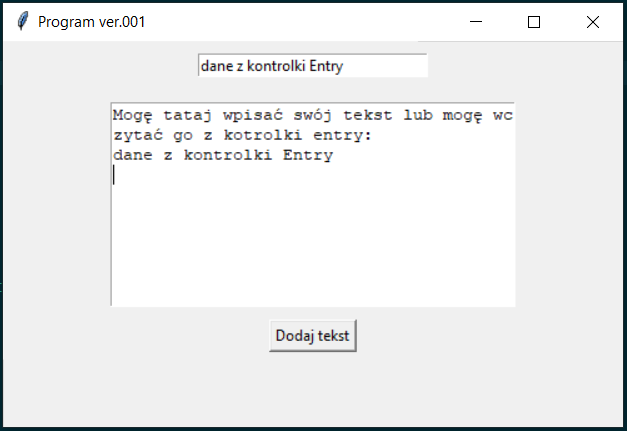 Program ver.001
dane z kontrolki Entry
Mogę tataj wpisać swój tekst lub mogę wc
zytać go z kotrolki entry:
dane z kontrolki Entry
Dodaj tekst